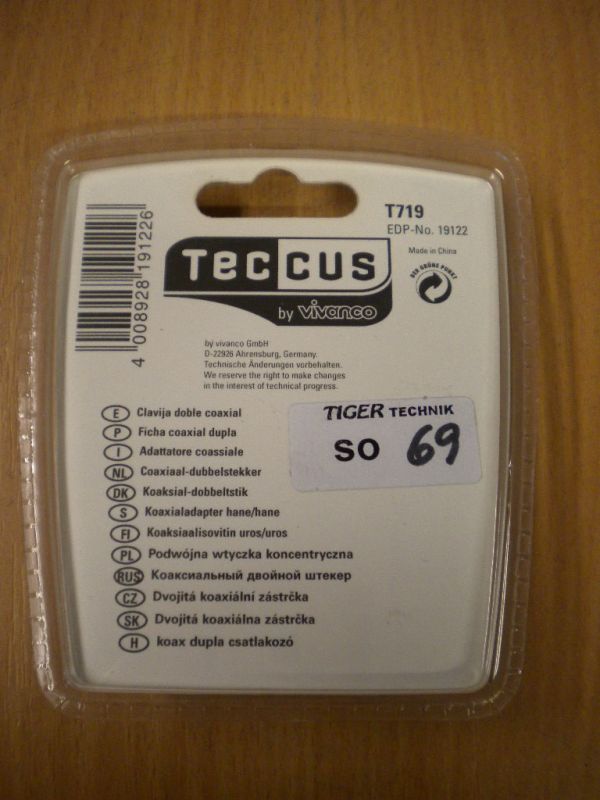 T719
EDP-No. 19122
Made in China
DER GRÜNE PUNKT
4 008928 191226
TECCUS
by vivanco
by vivanco GmbH
D-22926 Ahrensburg, Germany.
Technische Änderungen vorbehalten.
We reserve the right to make changes
in the interest of technical progress.
TIGER TECHNIK
SO 69
E Clavija doble coaxial
P Ficha coaxial dupla
I Adattatore coassiale
NL Coaxiaal-dubbelstekker
DK Koaksial-dobbeltstik
S Koaxialadapter hane/hane
FI Koaksiaalisovitin uros/uros
PL Podwójna wtyczka koncentryczna
RUS Коаксиальный двойной штекер
CZ Dvojitá koaxiální zástrčka
SK Dvojitá koaxiálna zástrčka
H koax dupla csatlakozó